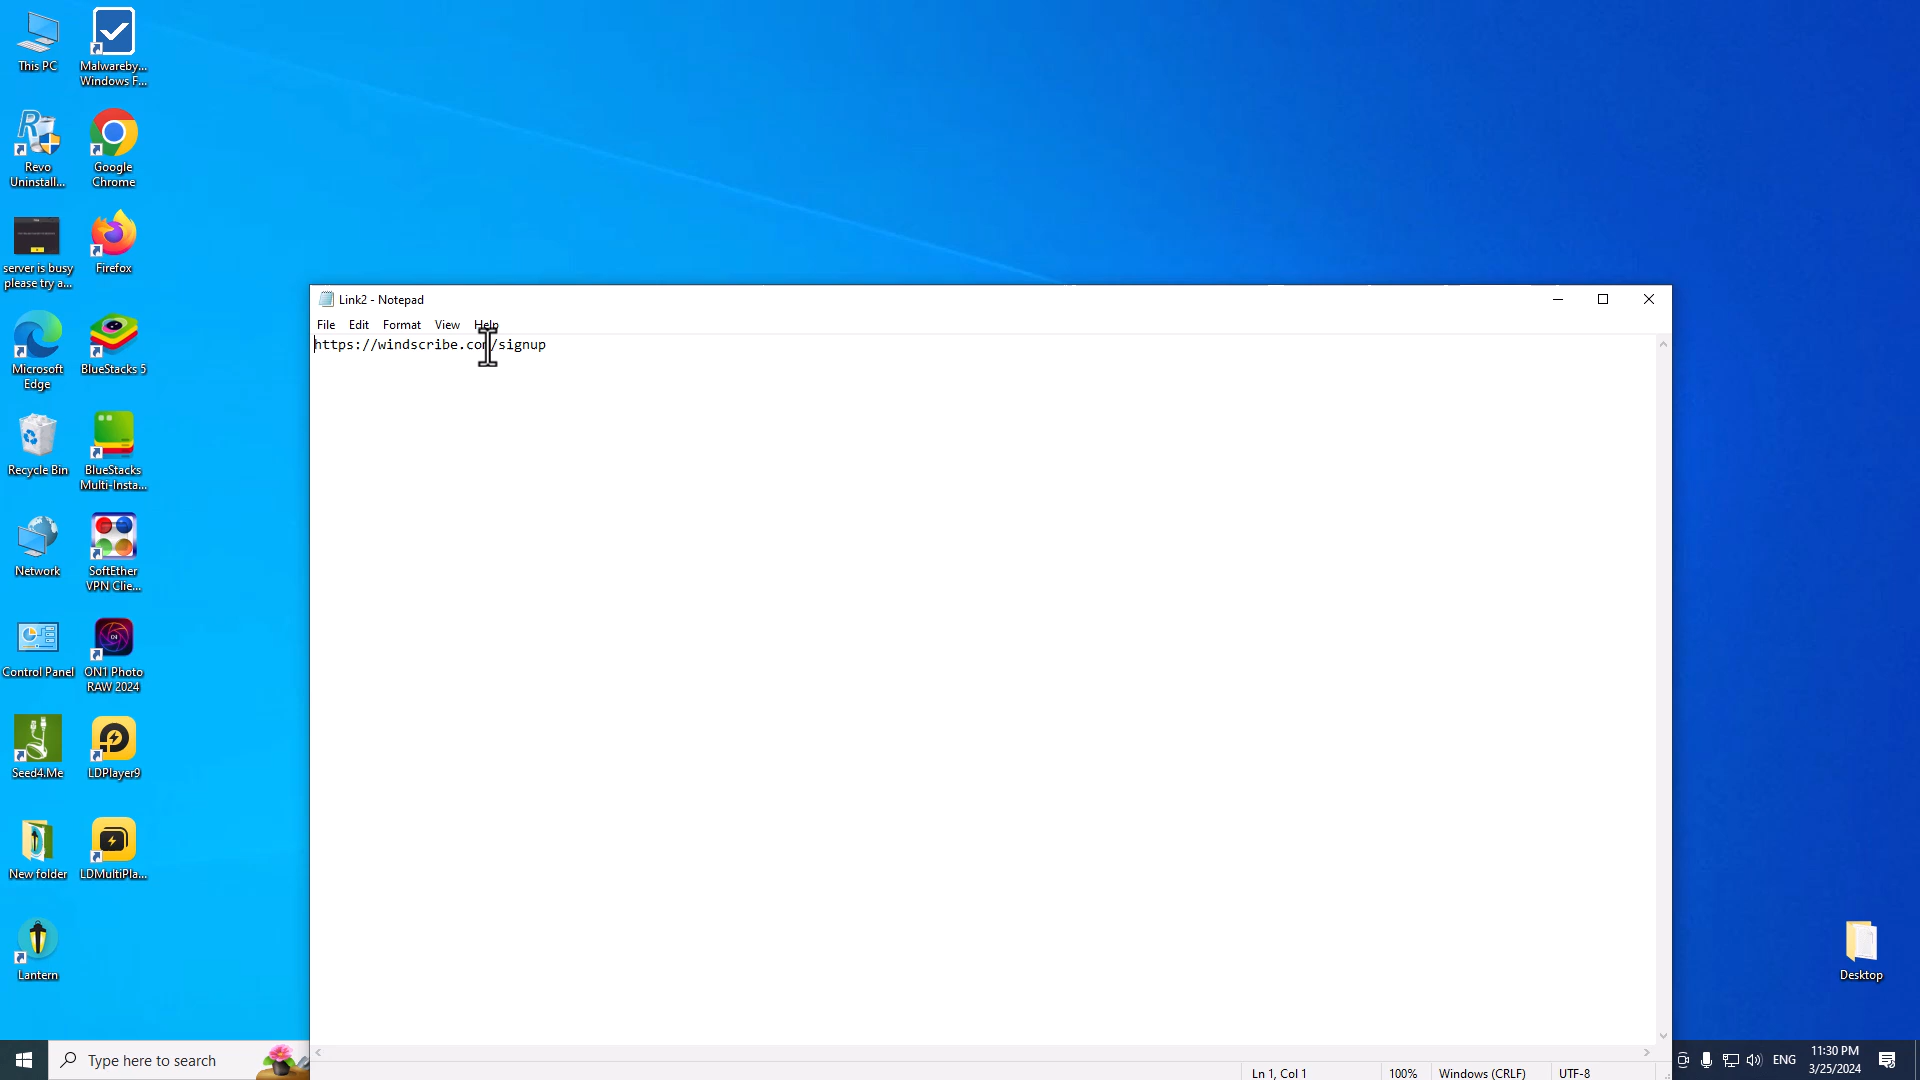 This PC
Malwareby...
Windows F...
Revo
Uninstall...
Google
Chrome
server is busy
please try a...
Firefox
Microsoft
Edge
BlueStacks 5
Recycle Bin
BlueStacks
Multi-Insta...
Network
SoftEther
VPN Clie...
Control Panel
ON1 Photo
RAW 2024
Seed4.Me
LDPlayer9
New folder
LDMultiPla...
Lantern
Desktop
Link2 - Notepad
File Edit Format View Help
https://windscribe.com/signup
Ln 1, Col 1 100% Windows (CRLF) UTF-8
Type here to search
ENG
11:30 PM
3/25/2024